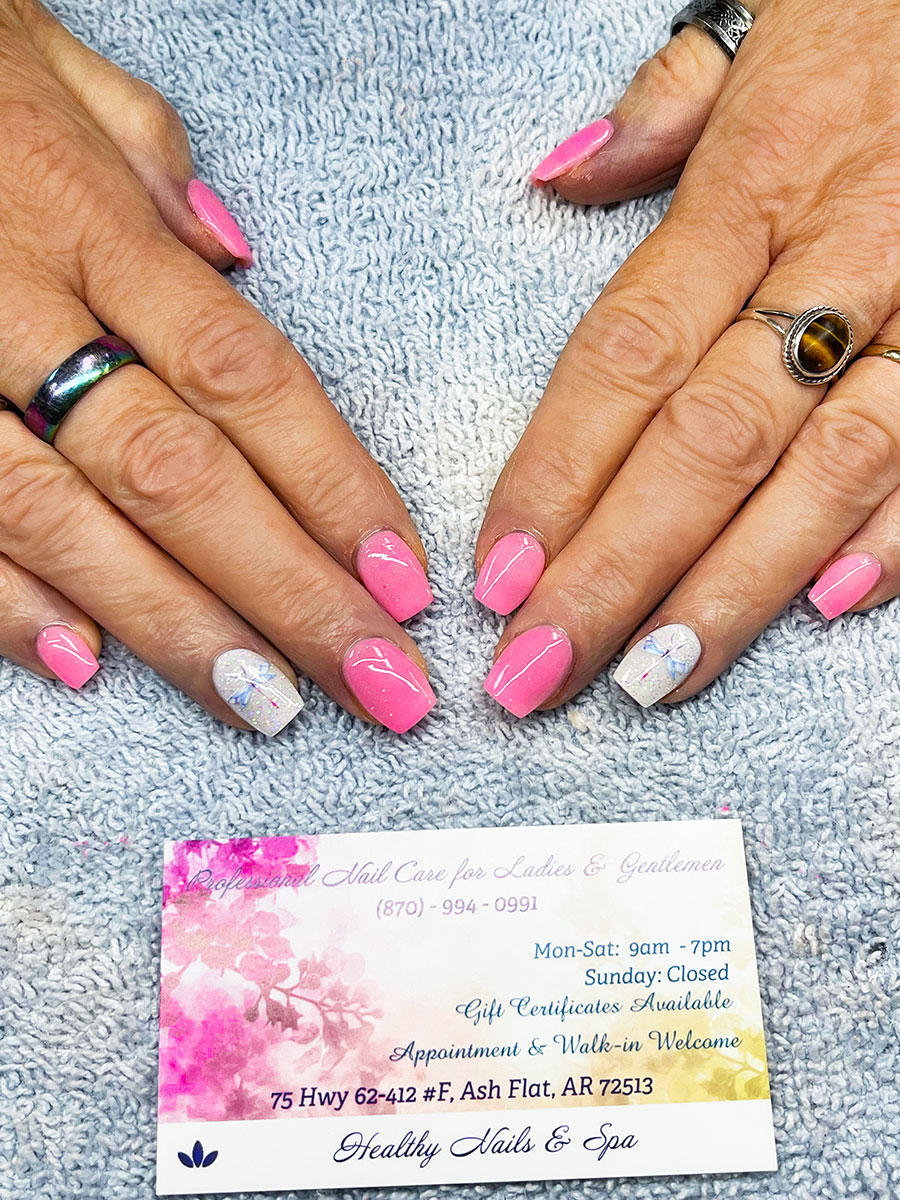 Professional Nail Care for Ladies & Gentlemen
(870) - 994 - 0991
Mon-Sat: 9am - 7pm
Sunday: Closed
Gift Certificates Available
Appointment & Walk-in Welcome
75 Hwy 62-412 #F, Ash Flat, AR 72513
Healthy Nails & Spa